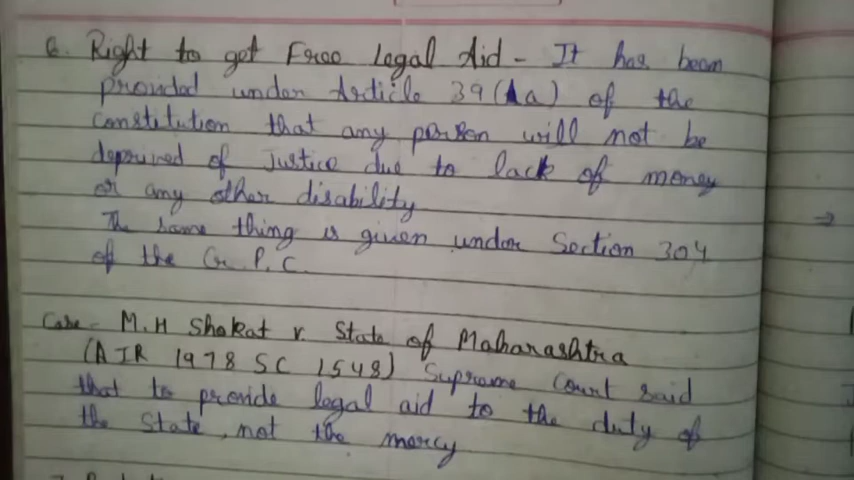 6. Right to get Free Legal Aid - It has been
provided under Article 39 (1a) of the
Constitution that any person will not be
deprived of Justice due to lack of money
or any other disability
The same thing is given under Section 304
of the Cr. P. C.
Case - M.H Shokat v. State of Maharashtra
(AIR 1978 SC 1548) Supreme Court said
that to provide legal aid to the duty of
the State, not the mercy